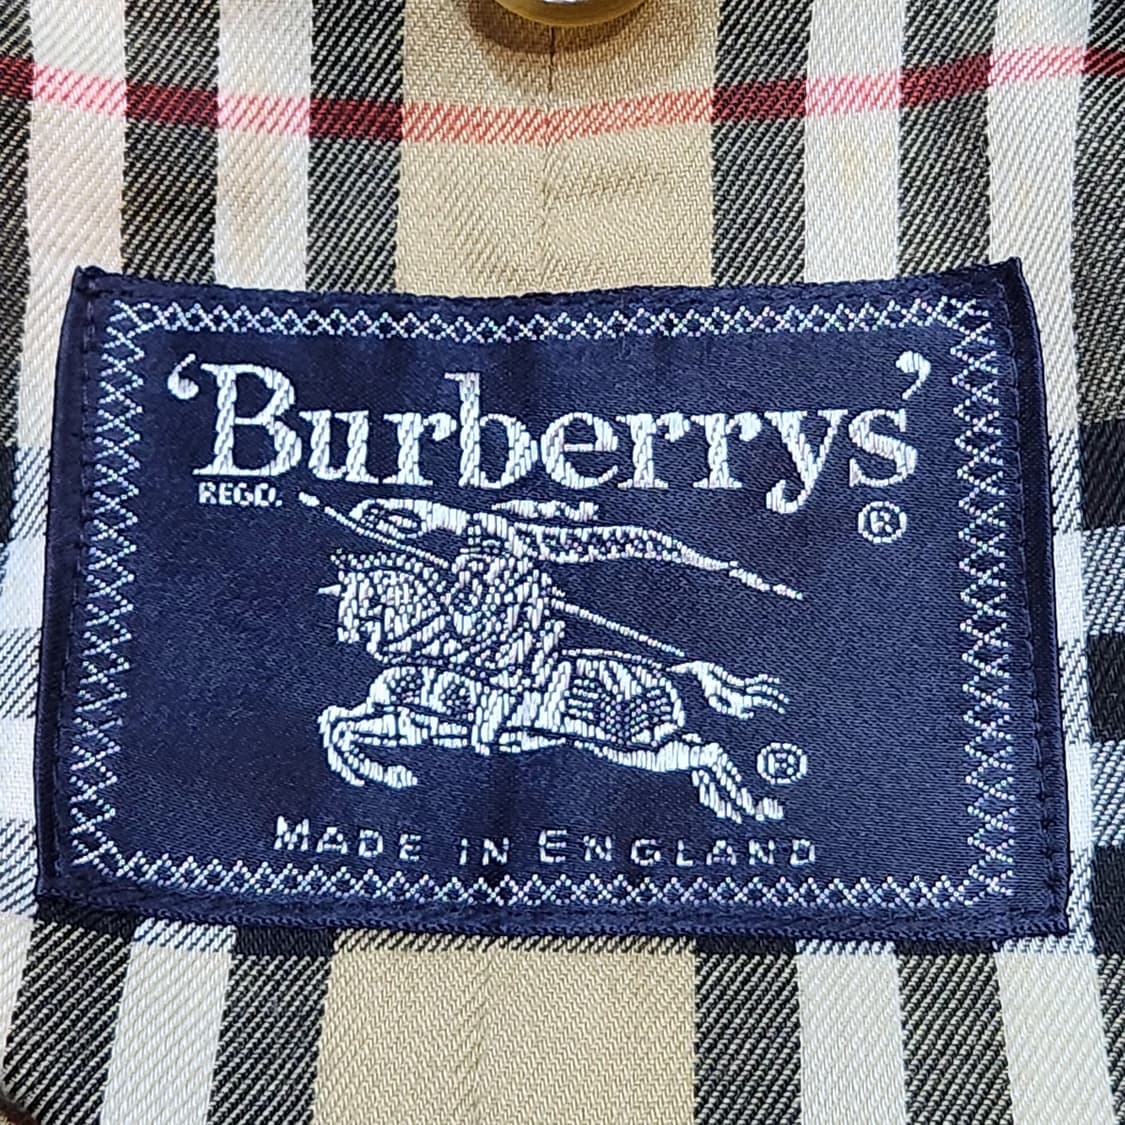 ‘Burberrys’
REGD.
®
®
MADE IN ENGLAND